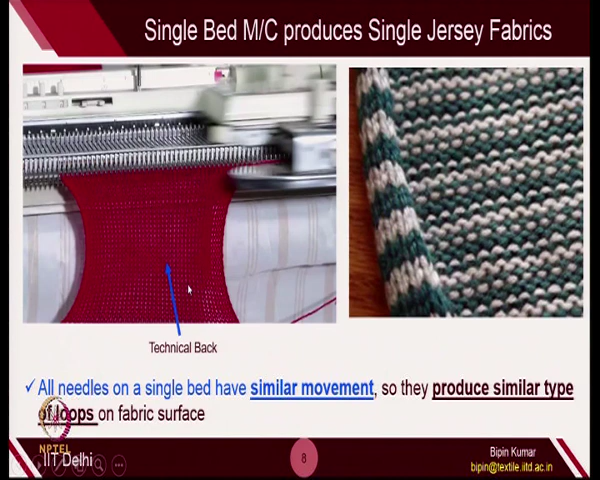 Single Bed M/C produces Single Jersey Fabrics
Technical Back
✓All needles on a single bed have similar movement, so they produce similar type
of loops on fabric surface
NPTEL
IIT Delhi
8
Bipin Kumar
bipin@textile.iitd.ac.in